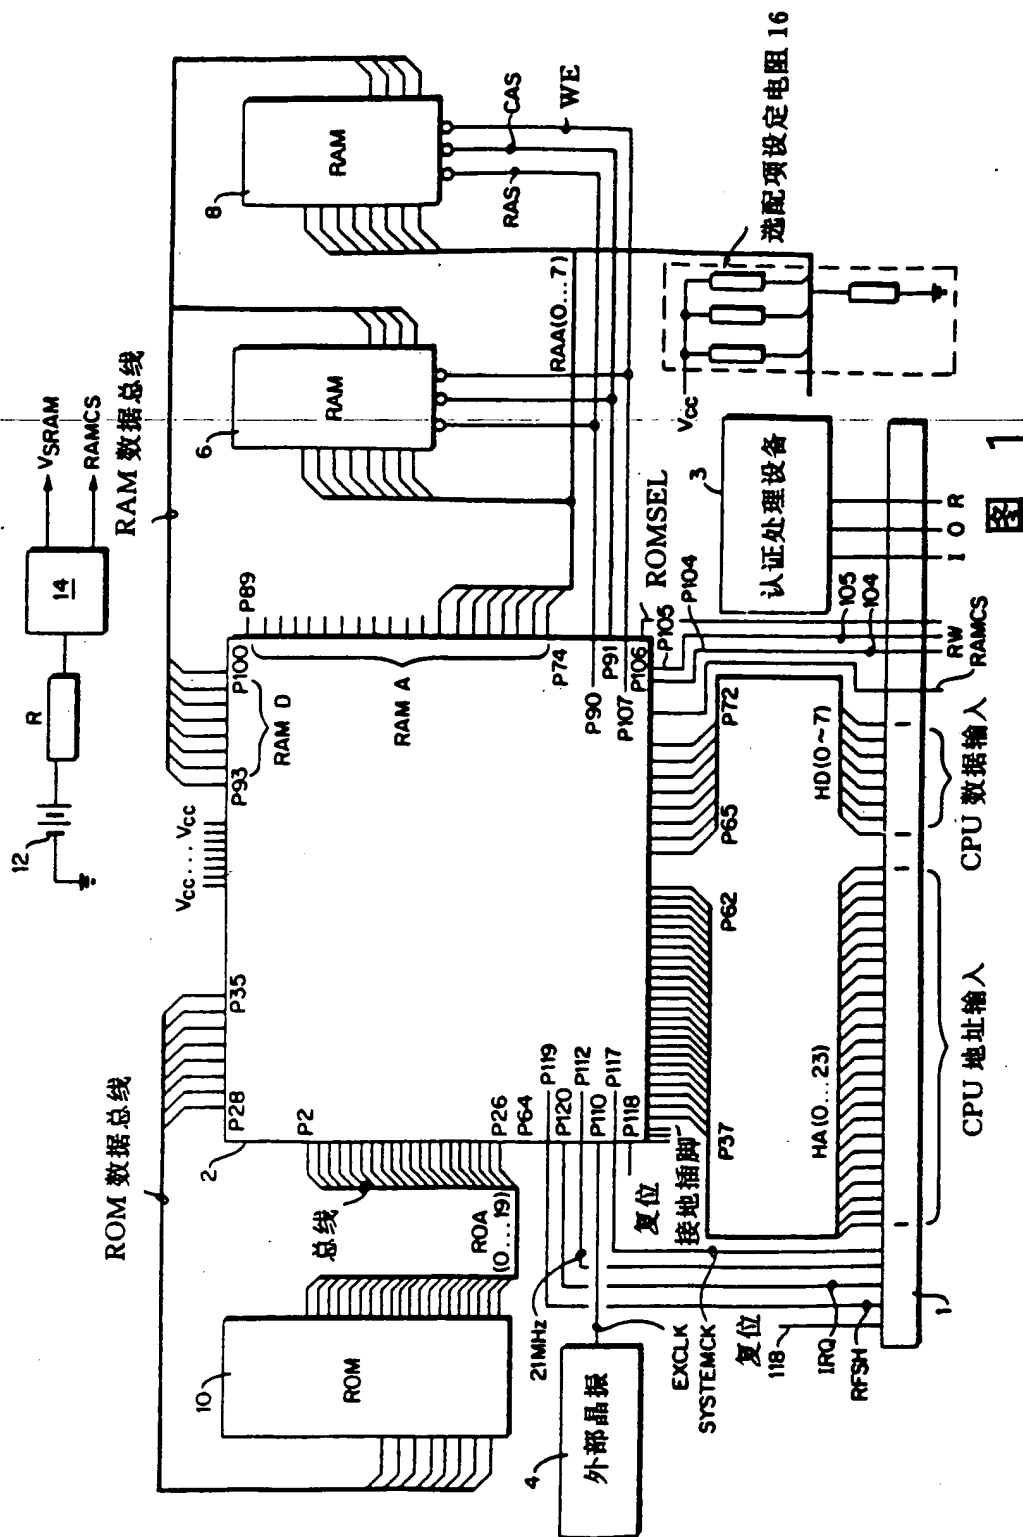 12
R
14
VSRAM
RAMCS
ROM 数据总线
RAM 数据总线
10
ROM
总线
ROA
(0...19)
2
P28
P35
Vcc...Vcc
P93
P100
RAM D
P89
RAM A
P74
P2
P26
P64
P119
P120
P112
P110
P117
P118
P90
P91
P107
P106
P105
P104
ROMSEL
6
RAM
8
RAM
RAS
CAS
WE
RAA(0...7)
选配项设定电阻 16
Vcc
4
外部晶振
21MHz
EXCLK
SYSTEMCK
复位
接地插脚
复位
118
IRQ
RFSH
P37
P62
P65
P72
HA(0...23)
HD(0~7)
3
认证处理设备
105
104
RW
RAMCS
I O R
1
CPU 地址输入
CPU 数据输入
图 1